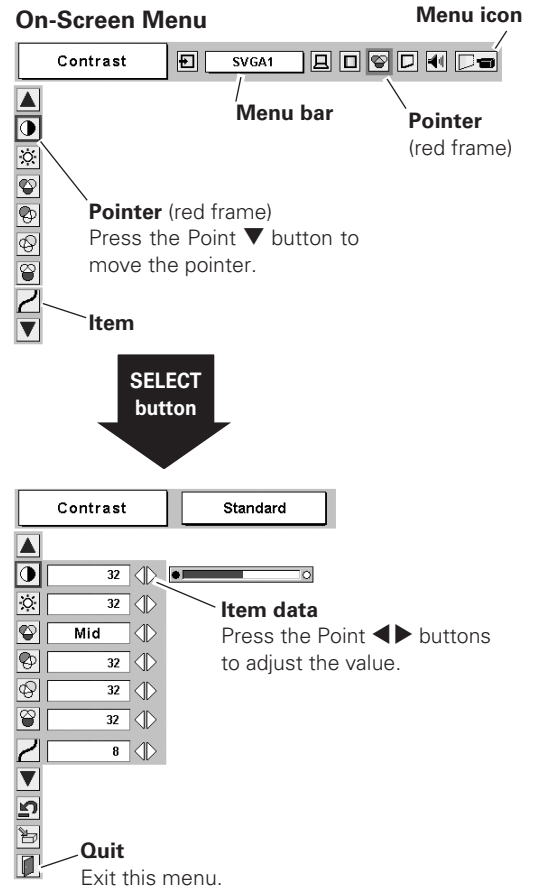 On-Screen Menu
Menu icon
Contrast
SVGA1
Menu bar
Pointer
(red frame)
Pointer (red frame)
Press the Point ▼ button to
move the pointer.
Item
SELECT
button
Contrast
Standard
32
32
Mid
32
32
32
8
Item data
Press the Point ◀▶ buttons
to adjust the value.
Quit
Exit this menu.